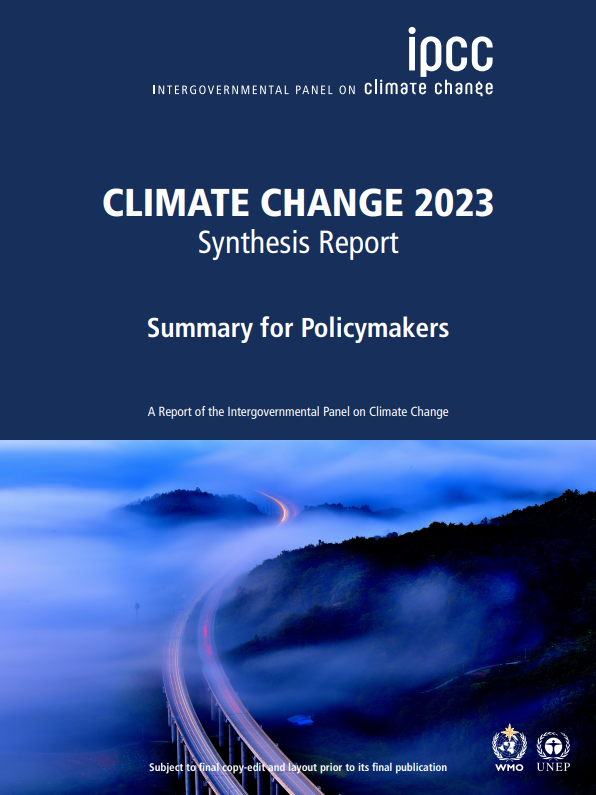 ipcc
INTERGOVERNMENTAL PANEL ON climate change
CLIMATE CHANGE 2023
Synthesis Report
Summary for Policymakers
A Report of the Intergovernmental Panel on Climate Change
Subject to final copy-edit and layout prior to its final publication
WMO
UNEP